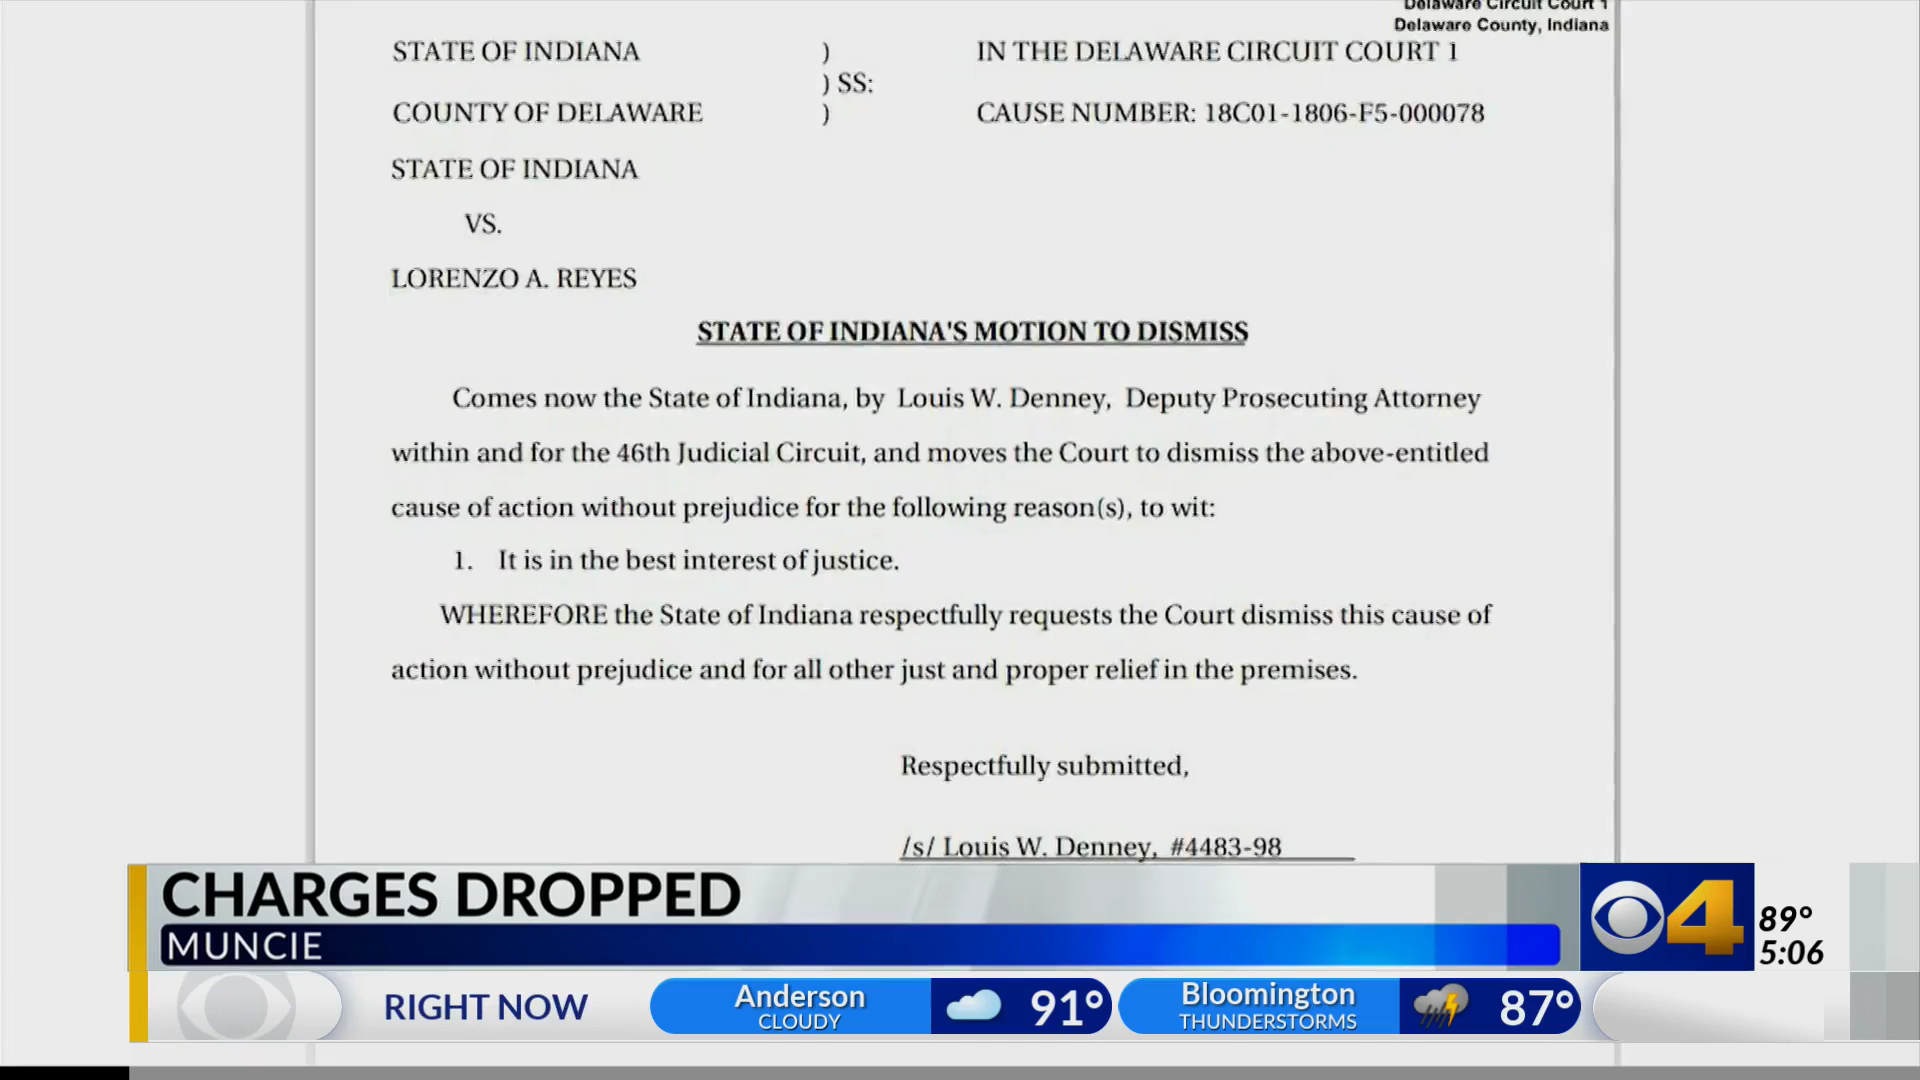 Delaware Circuit Court 1
Delaware County, Indiana
STATE OF INDIANA ) IN THE DELAWARE CIRCUIT COURT 1
) SS:
COUNTY OF DELAWARE ) CAUSE NUMBER: 18C01-1806-F5-000078
STATE OF INDIANA
VS.
LORENZO A. REYES
STATE OF INDIANA'S MOTION TO DISMISS
Comes now the State of Indiana, by Louis W. Denney, Deputy Prosecuting Attorney
within and for the 46th Judicial Circuit, and moves the Court to dismiss the above-entitled
cause of action without prejudice for the following reason(s), to wit:
1. It is in the best interest of justice.
WHEREFORE the State of Indiana respectfully requests the Court dismiss this cause of
action without prejudice and for all other just and proper relief in the premises.
Respectfully submitted,
/s/ Louis W. Denney, #4483-98
CHARGES DROPPED
MUNCIE
4
89°
5:06
RIGHT NOW
Anderson
CLOUDY
91°
Bloomington
THUNDERSTORMS
87°